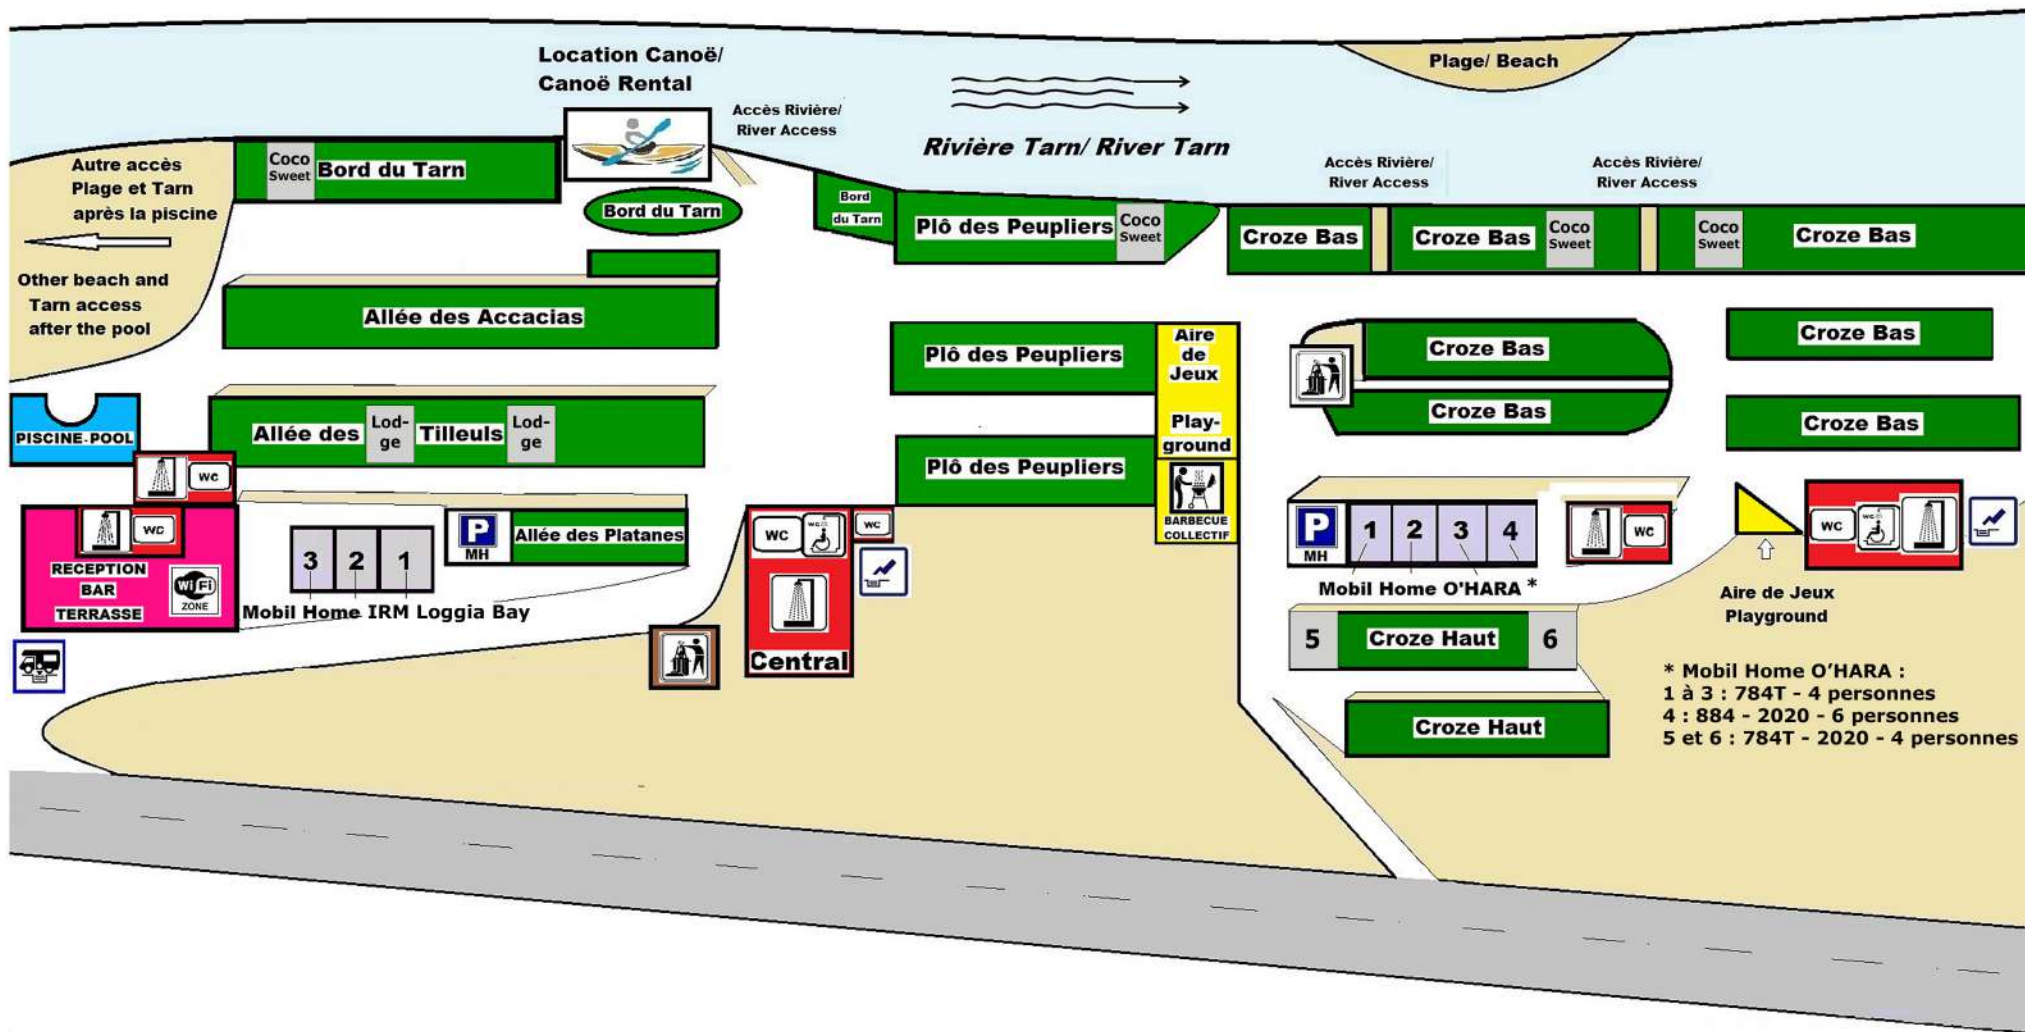 Location Canoë/
Canoë Rental
Plage/ Beach
Accès Rivière/
River Access
Rivière Tarn/ River Tarn
Accès Rivière/
River Access
Accès Rivière/
River Access
Autre accès
Plage et Tarn
après la piscine
Other beach and
Tarn access
after the pool
Coco
Sweet
Bord du Tarn
Bord du Tarn
Bord
du Tarn
Plô des Peupliers
Coco
Sweet
Croze Bas
Croze Bas
Coco
Sweet
Coco
Sweet
Croze Bas
Allée des Accacias
Plô des Peupliers
Aire
de
Jeux
Play-
ground
Croze Bas
Croze Bas
Croze Bas
Croze Bas
PISCINE-POOL
Allée des
Lod-
ge
Tilleuls
Lod-
ge
Plô des Peupliers
BARBECUE
COLLECTIF
WC
WC
RECEPTION
BAR
TERRASSE
WiFi
ZONE
3
2
1
Mobil Home IRM Loggia Bay
P
MH
Allée des Platanes
WC
WC
WC
Central
P
MH
1
2
3
4
Mobil Home O'HARA *
WC
WC
WC
Aire de Jeux
Playground
5
Croze Haut
6
Croze Haut
* Mobil Home O'HARA :
1 à 3 : 784T - 4 personnes
4 : 884 - 2020 - 6 personnes
5 et 6 : 784T - 2020 - 4 personnes